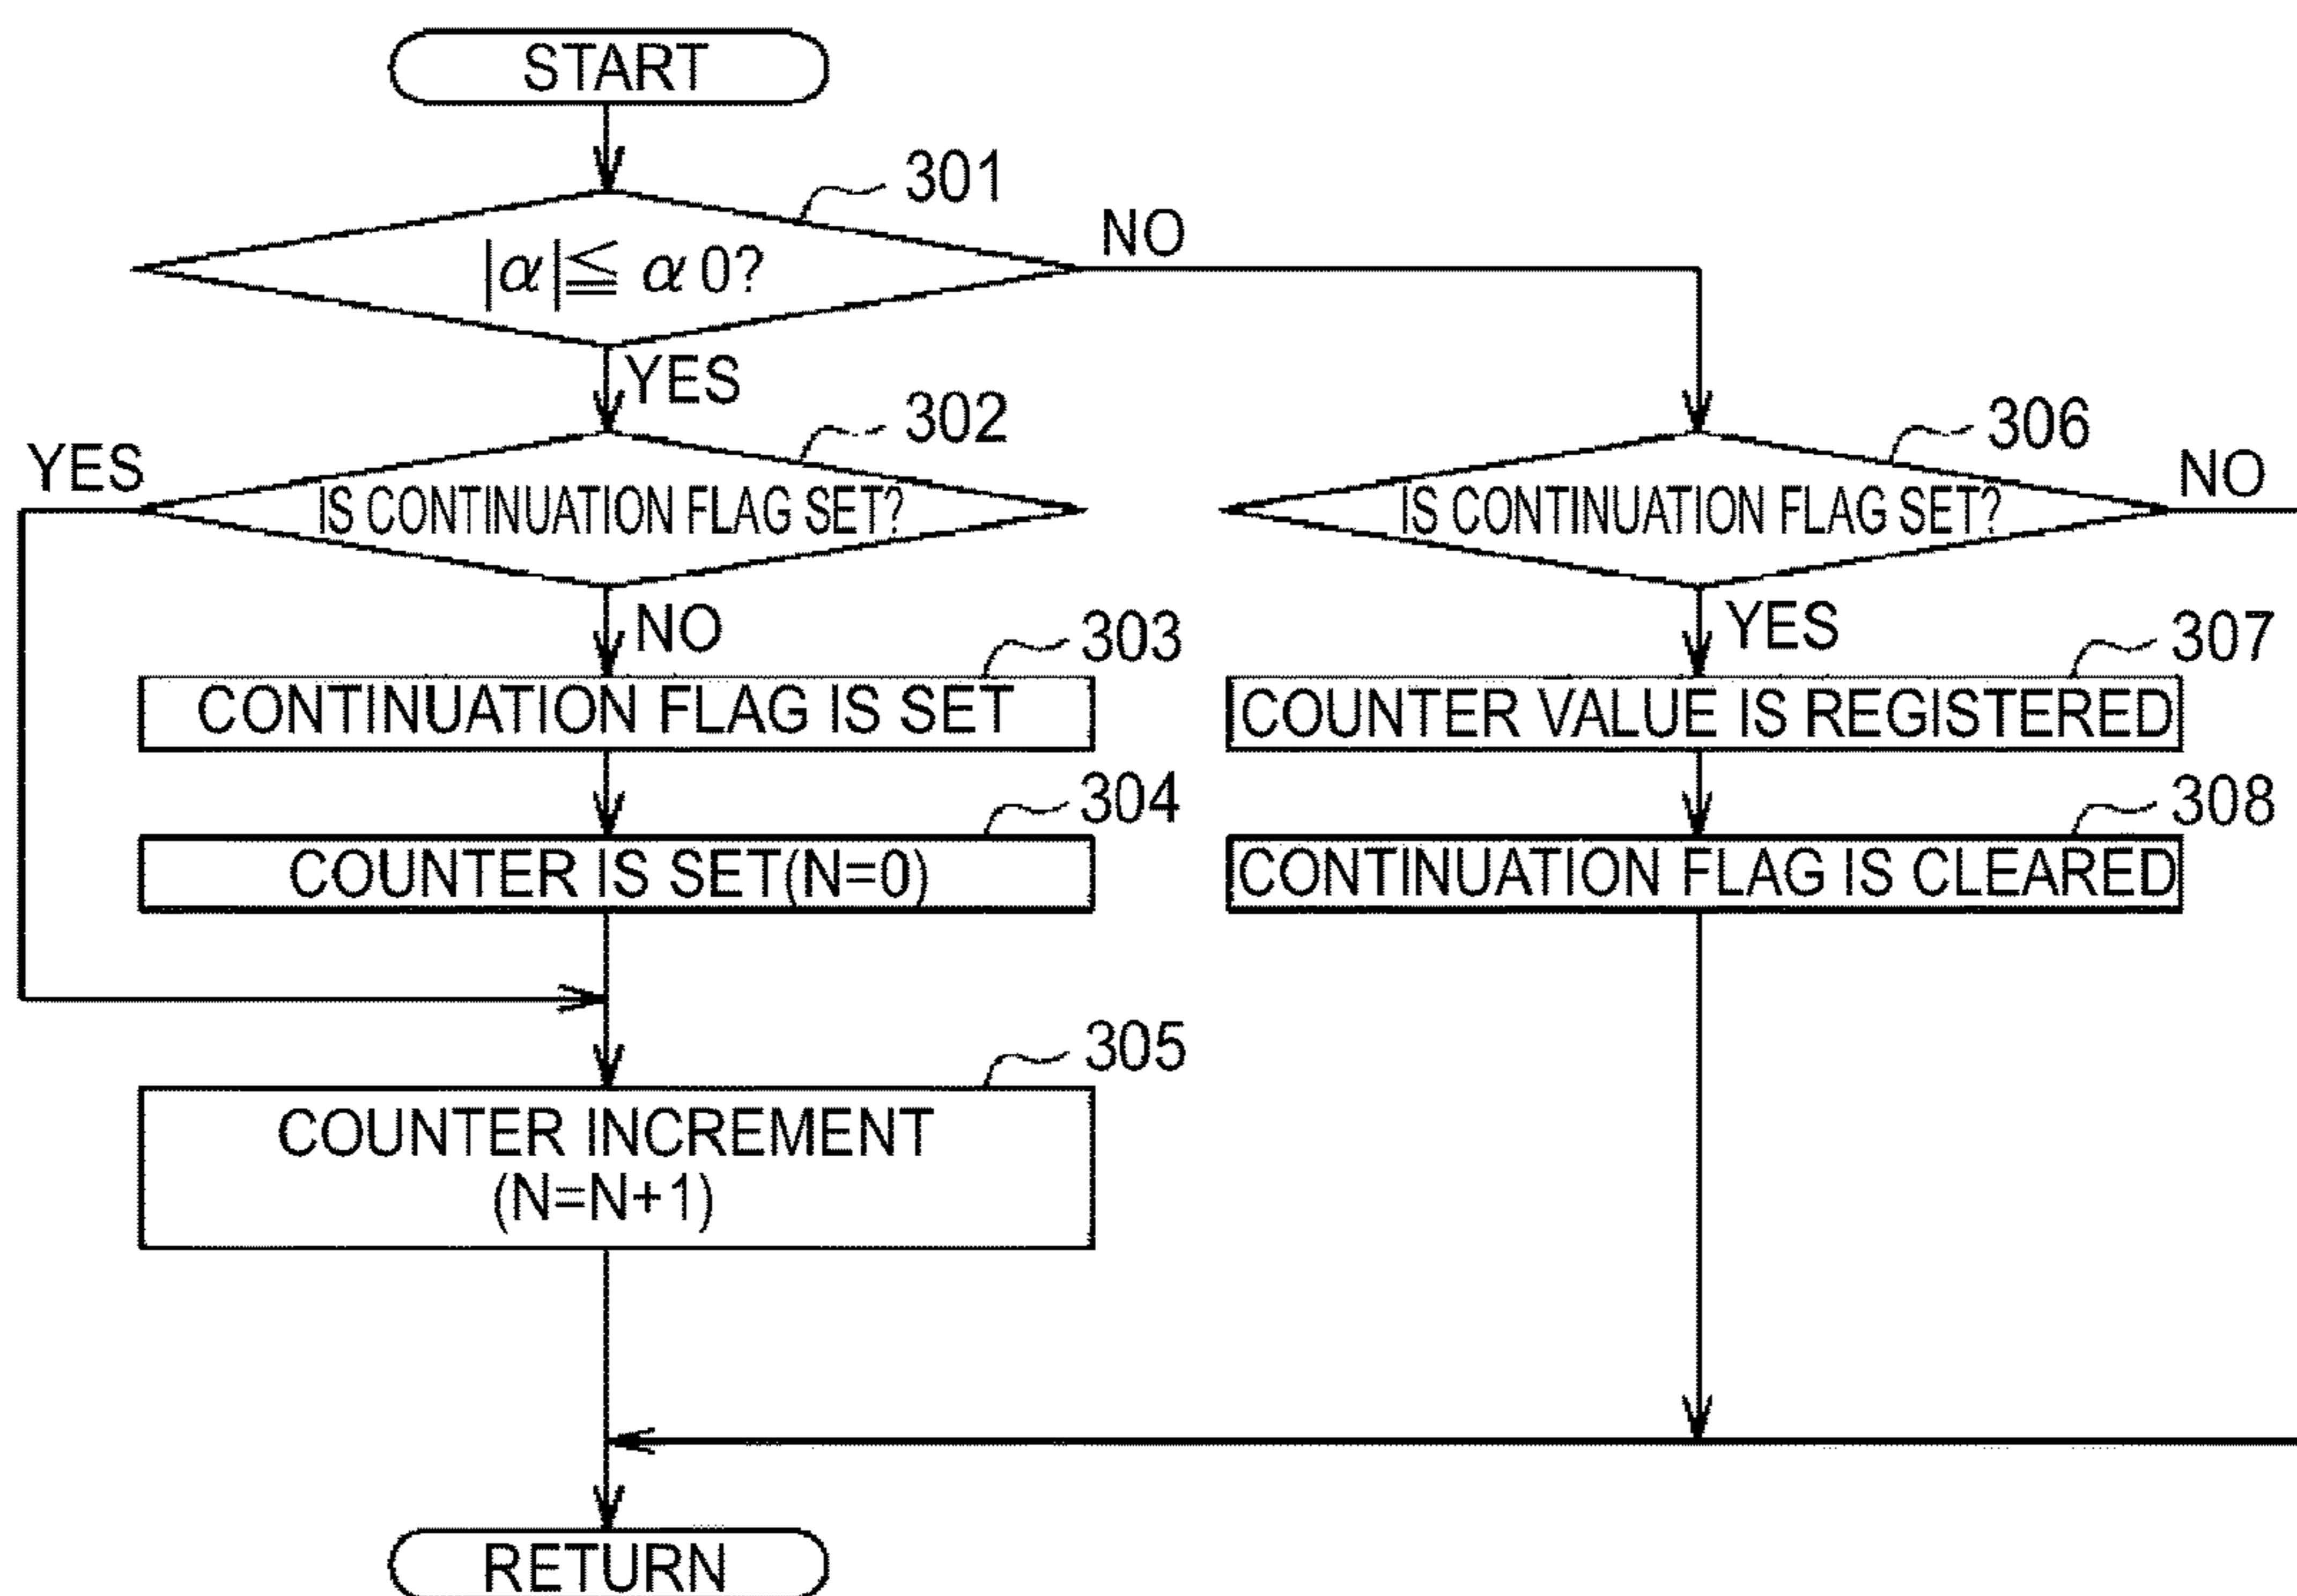 START
301
|α|≦ α0?
NO
YES
302
YES
IS CONTINUATION FLAG SET?
NO
303
CONTINUATION FLAG IS SET
304
COUNTER IS SET(N=0)
305
COUNTER INCREMENT
(N=N+1)
306
IS CONTINUATION FLAG SET?
NO
YES
307
COUNTER VALUE IS REGISTERED
308
CONTINUATION FLAG IS CLEARED
RETURN